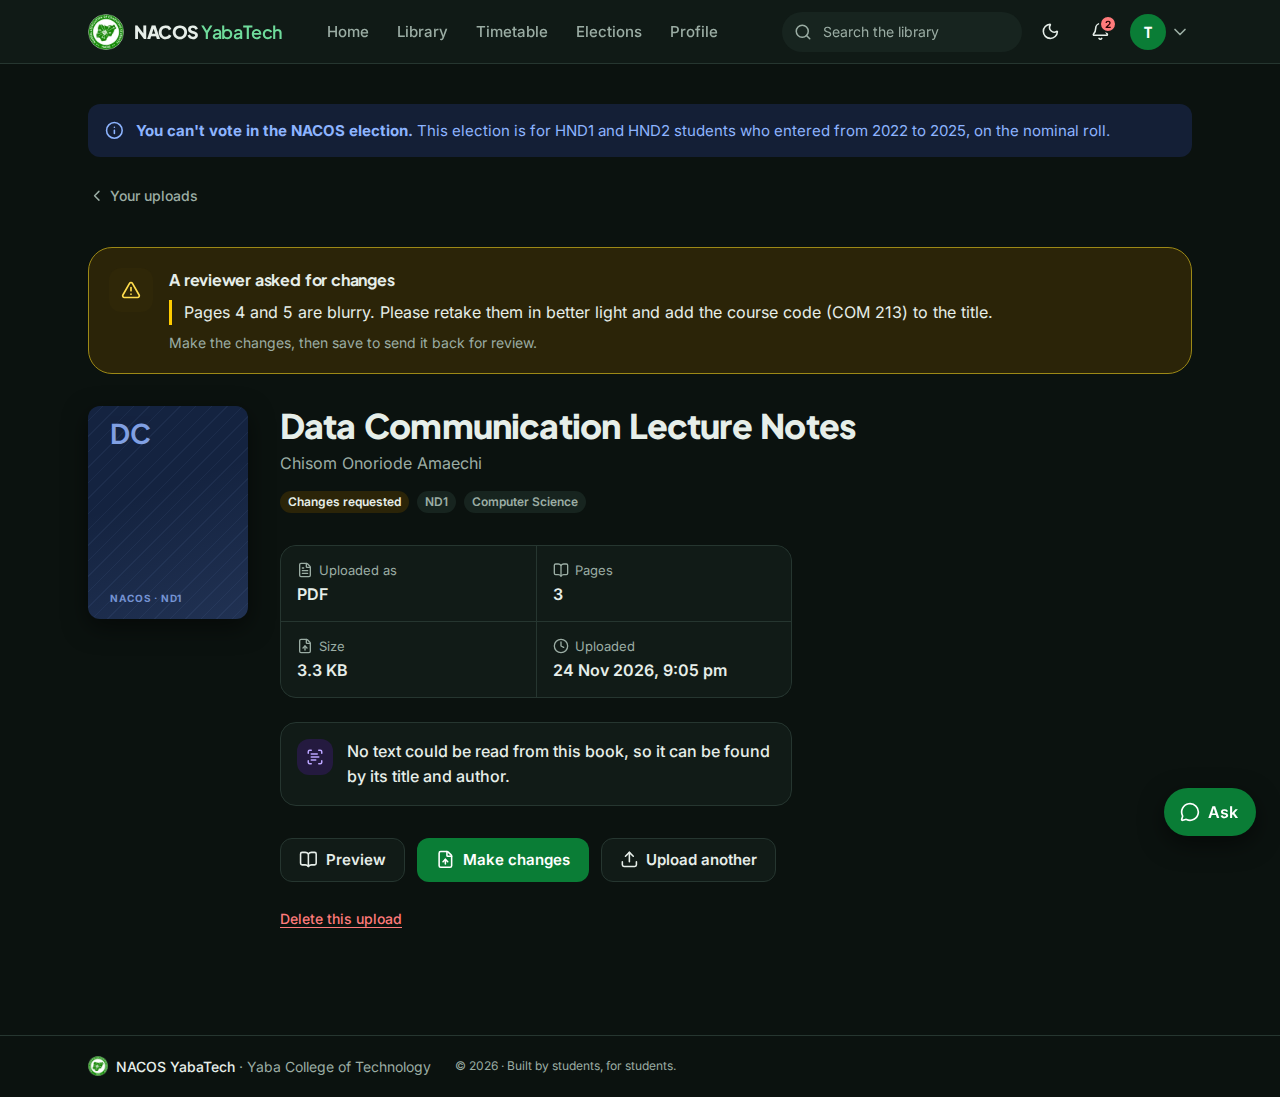 NACOS YabaTech
Home
Library
Timetable
Elections
Profile
Search the library
2
T
You can't vote in the NACOS election. This election is for HND1 and HND2 students who entered from 2022 to 2025, on the nominal roll.
Your uploads
A reviewer asked for changes
Pages 4 and 5 are blurry. Please retake them in better light and add the course code (COM 213) to the title.
Make the changes, then save to send it back for review.
DC
NACOS · ND1
Data Communication Lecture Notes
Chisom Onoriode Amaechi
Changes requested
ND1
Computer Science
Uploaded as
PDF
Pages
3
Size
3.3 KB
Uploaded
24 Nov 2026, 9:05 pm
No text could be read from this book, so it can be found
by its title and author.
Preview
Make changes
Upload another
Ask
Delete this upload
NACOS YabaTech · Yaba College of Technology
© 2026 · Built by students, for students.